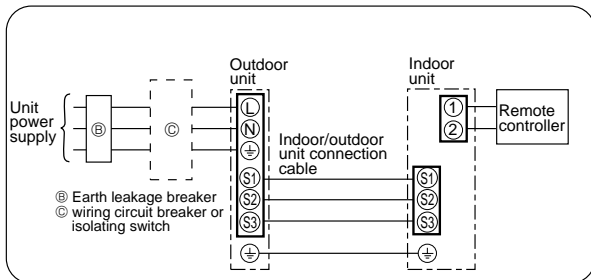 Outdoor
unit
Indoor
unit
Unit
power
supply
Ⓑ
Ⓒ
L
N
⏚
S1
S2
S3
⏚
Indoor/outdoor
unit connection
cable
1
2
S1
S2
S3
⏚
Remote
controller
Ⓑ Earth leakage breaker
Ⓒ wiring circuit breaker or
isolating switch